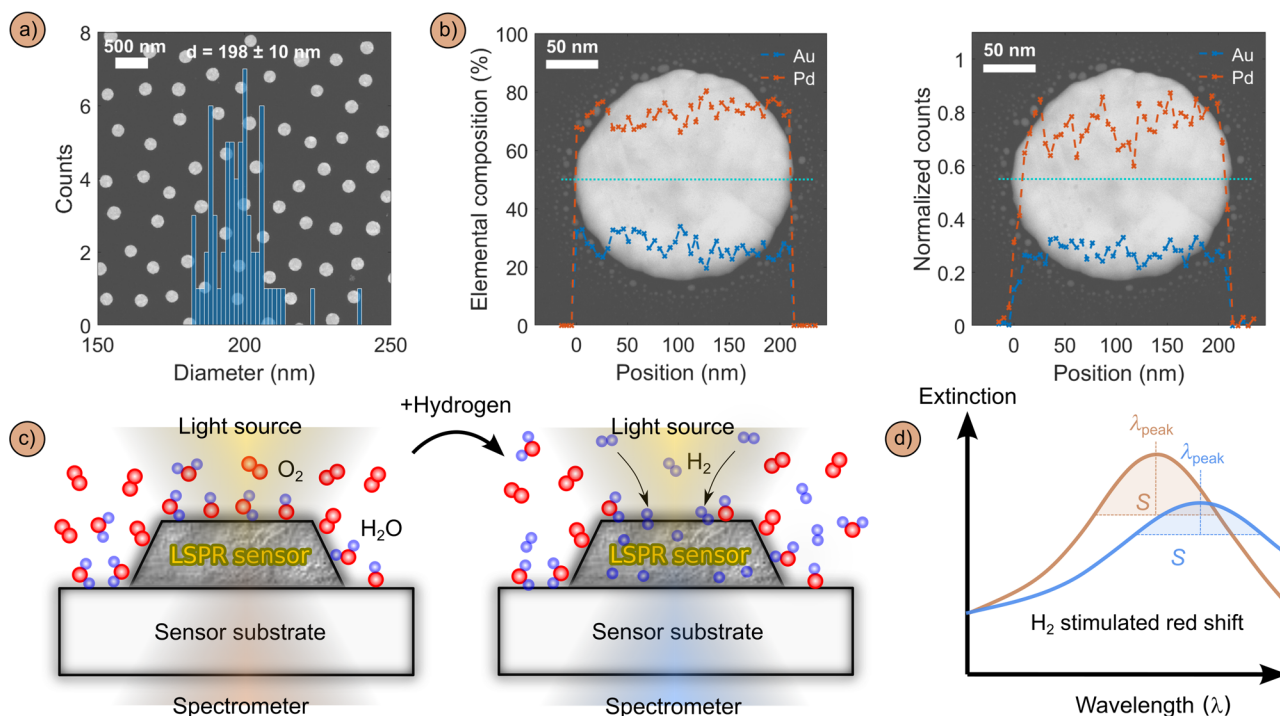 a)
500 nm
d = 198 ± 10 nm
8
6
4
2
0
Counts
150
200
250
Diameter (nm)
b)
50 nm
Au
Pd
100
80
60
40
20
0
Elemental composition (%)
0
50
100
150
200
Position (nm)
50 nm
Au
Pd
1
0.8
0.6
0.4
0.2
0
Normalized counts
0
50
100
150
200
Position (nm)
c)
Light source
O₂
H₂O
LSPR sensor
Sensor substrate
Spectrometer
+Hydrogen
Light source
H₂
LSPR sensor
Sensor substrate
Spectrometer
d)
Extinction
λpeak
λpeak
S
S
H₂ stimulated red shift
Wavelength (λ)